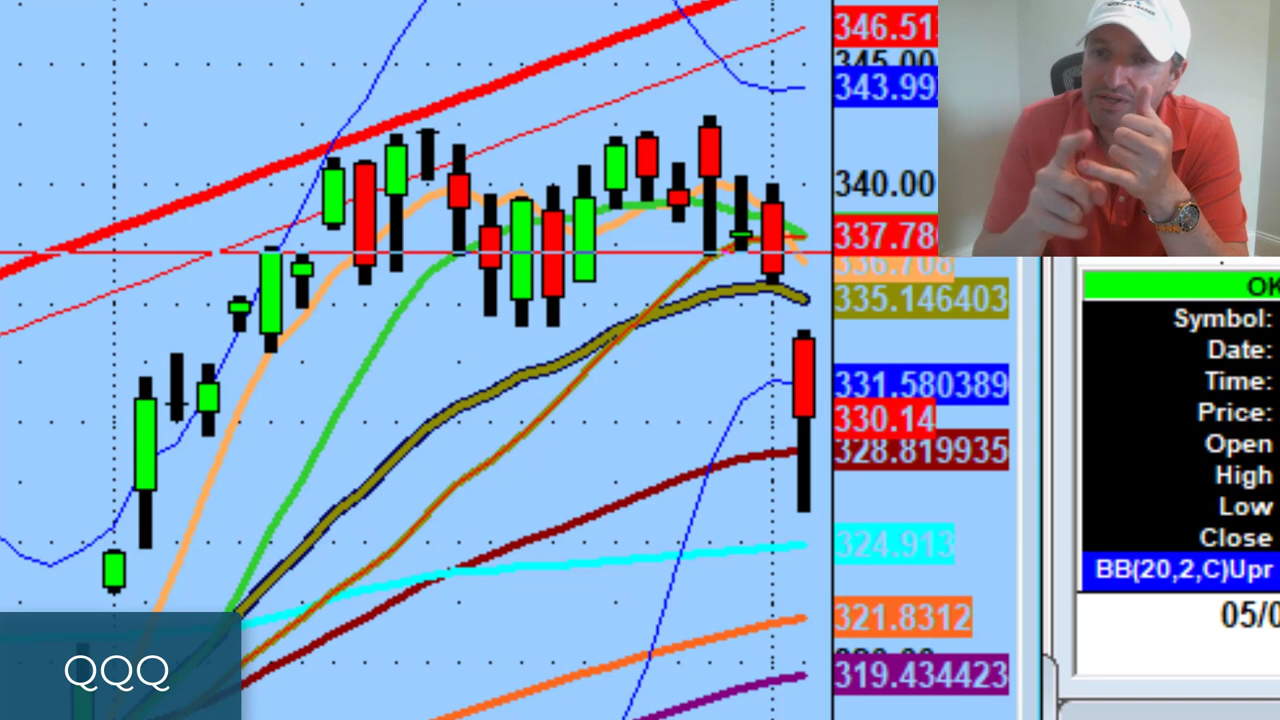 346.51
345.00
343.99
340.00
337.78
336.708
335.146403
331.580389
330.14
328.819935
324.913
321.8312
319.434423
OK
Symbol:
Date:
Time:
Price:
Open
High
Low
Close
BB(20,2,C)Upr
05/0
QQQ